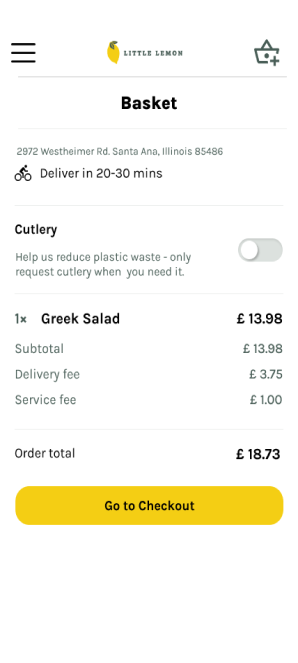 LITTLE LEMON
Basket
2972 Westheimer Rd. Santa Ana, Illinois 85486
Deliver in 20-30 mins
Cutlery
Help us reduce plastic waste - only
request cutlery when you need it.
1× Greek Salad £ 13.98
Subtotal £ 13.98
Delivery fee £ 3.75
Service fee £ 1.00
Order total £ 18.73
Go to Checkout